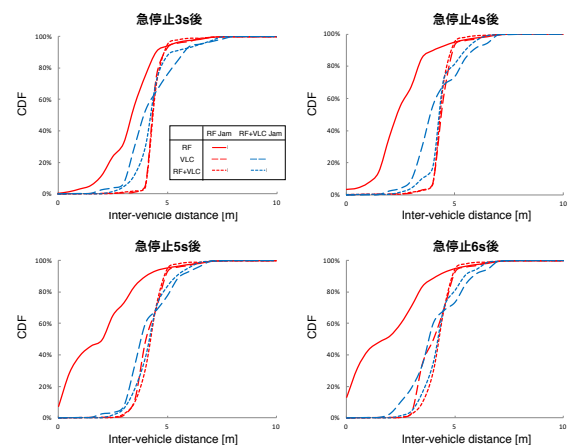 急停止3s後
100%
80%
60%
40%
20%
0%
CDF
0
5
10
Inter-vehicle distance [m]
RF Jam RF+VLC Jam
RF
VLC
RF+VLC
急停止4s後
100%
80%
60%
40%
20%
0%
CDF
0
5
10
Inter-vehicle distance [m]
急停止5s後
100%
80%
60%
40%
20%
0%
CDF
0
5
10
Inter-vehicle distance [m]
急停止6s後
100%
80%
60%
40%
20%
0%
CDF
0
5
10
Inter-vehicle distance [m]